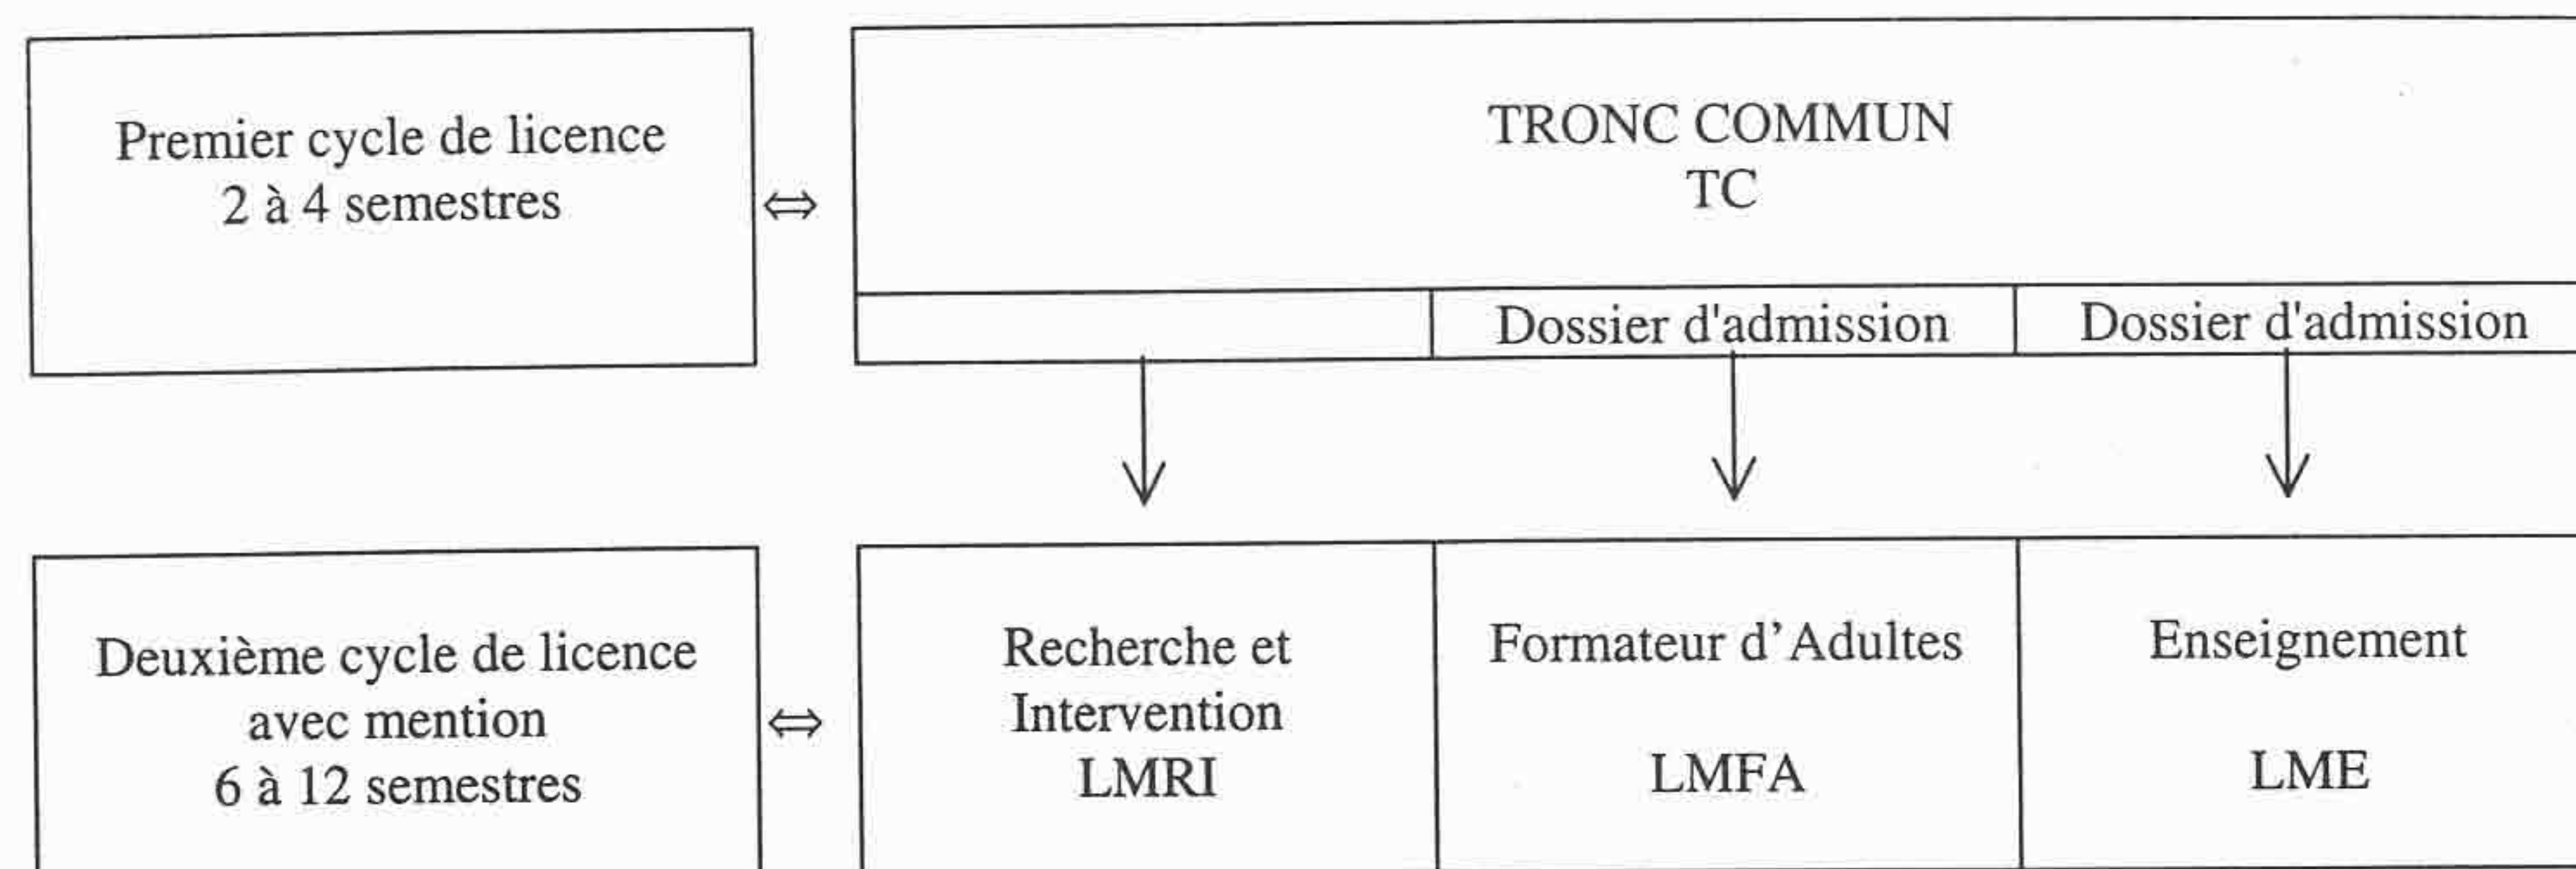 Premier cycle de licence
2 à 4 semestres
⇔
TRONC COMMUN
TC
Dossier d'admission
Dossier d'admission
Deuxième cycle de licence
avec mention
6 à 12 semestres
⇔
Recherche et
Intervention
LMRI
Formateur d’Adultes
LMFA
Enseignement
LME